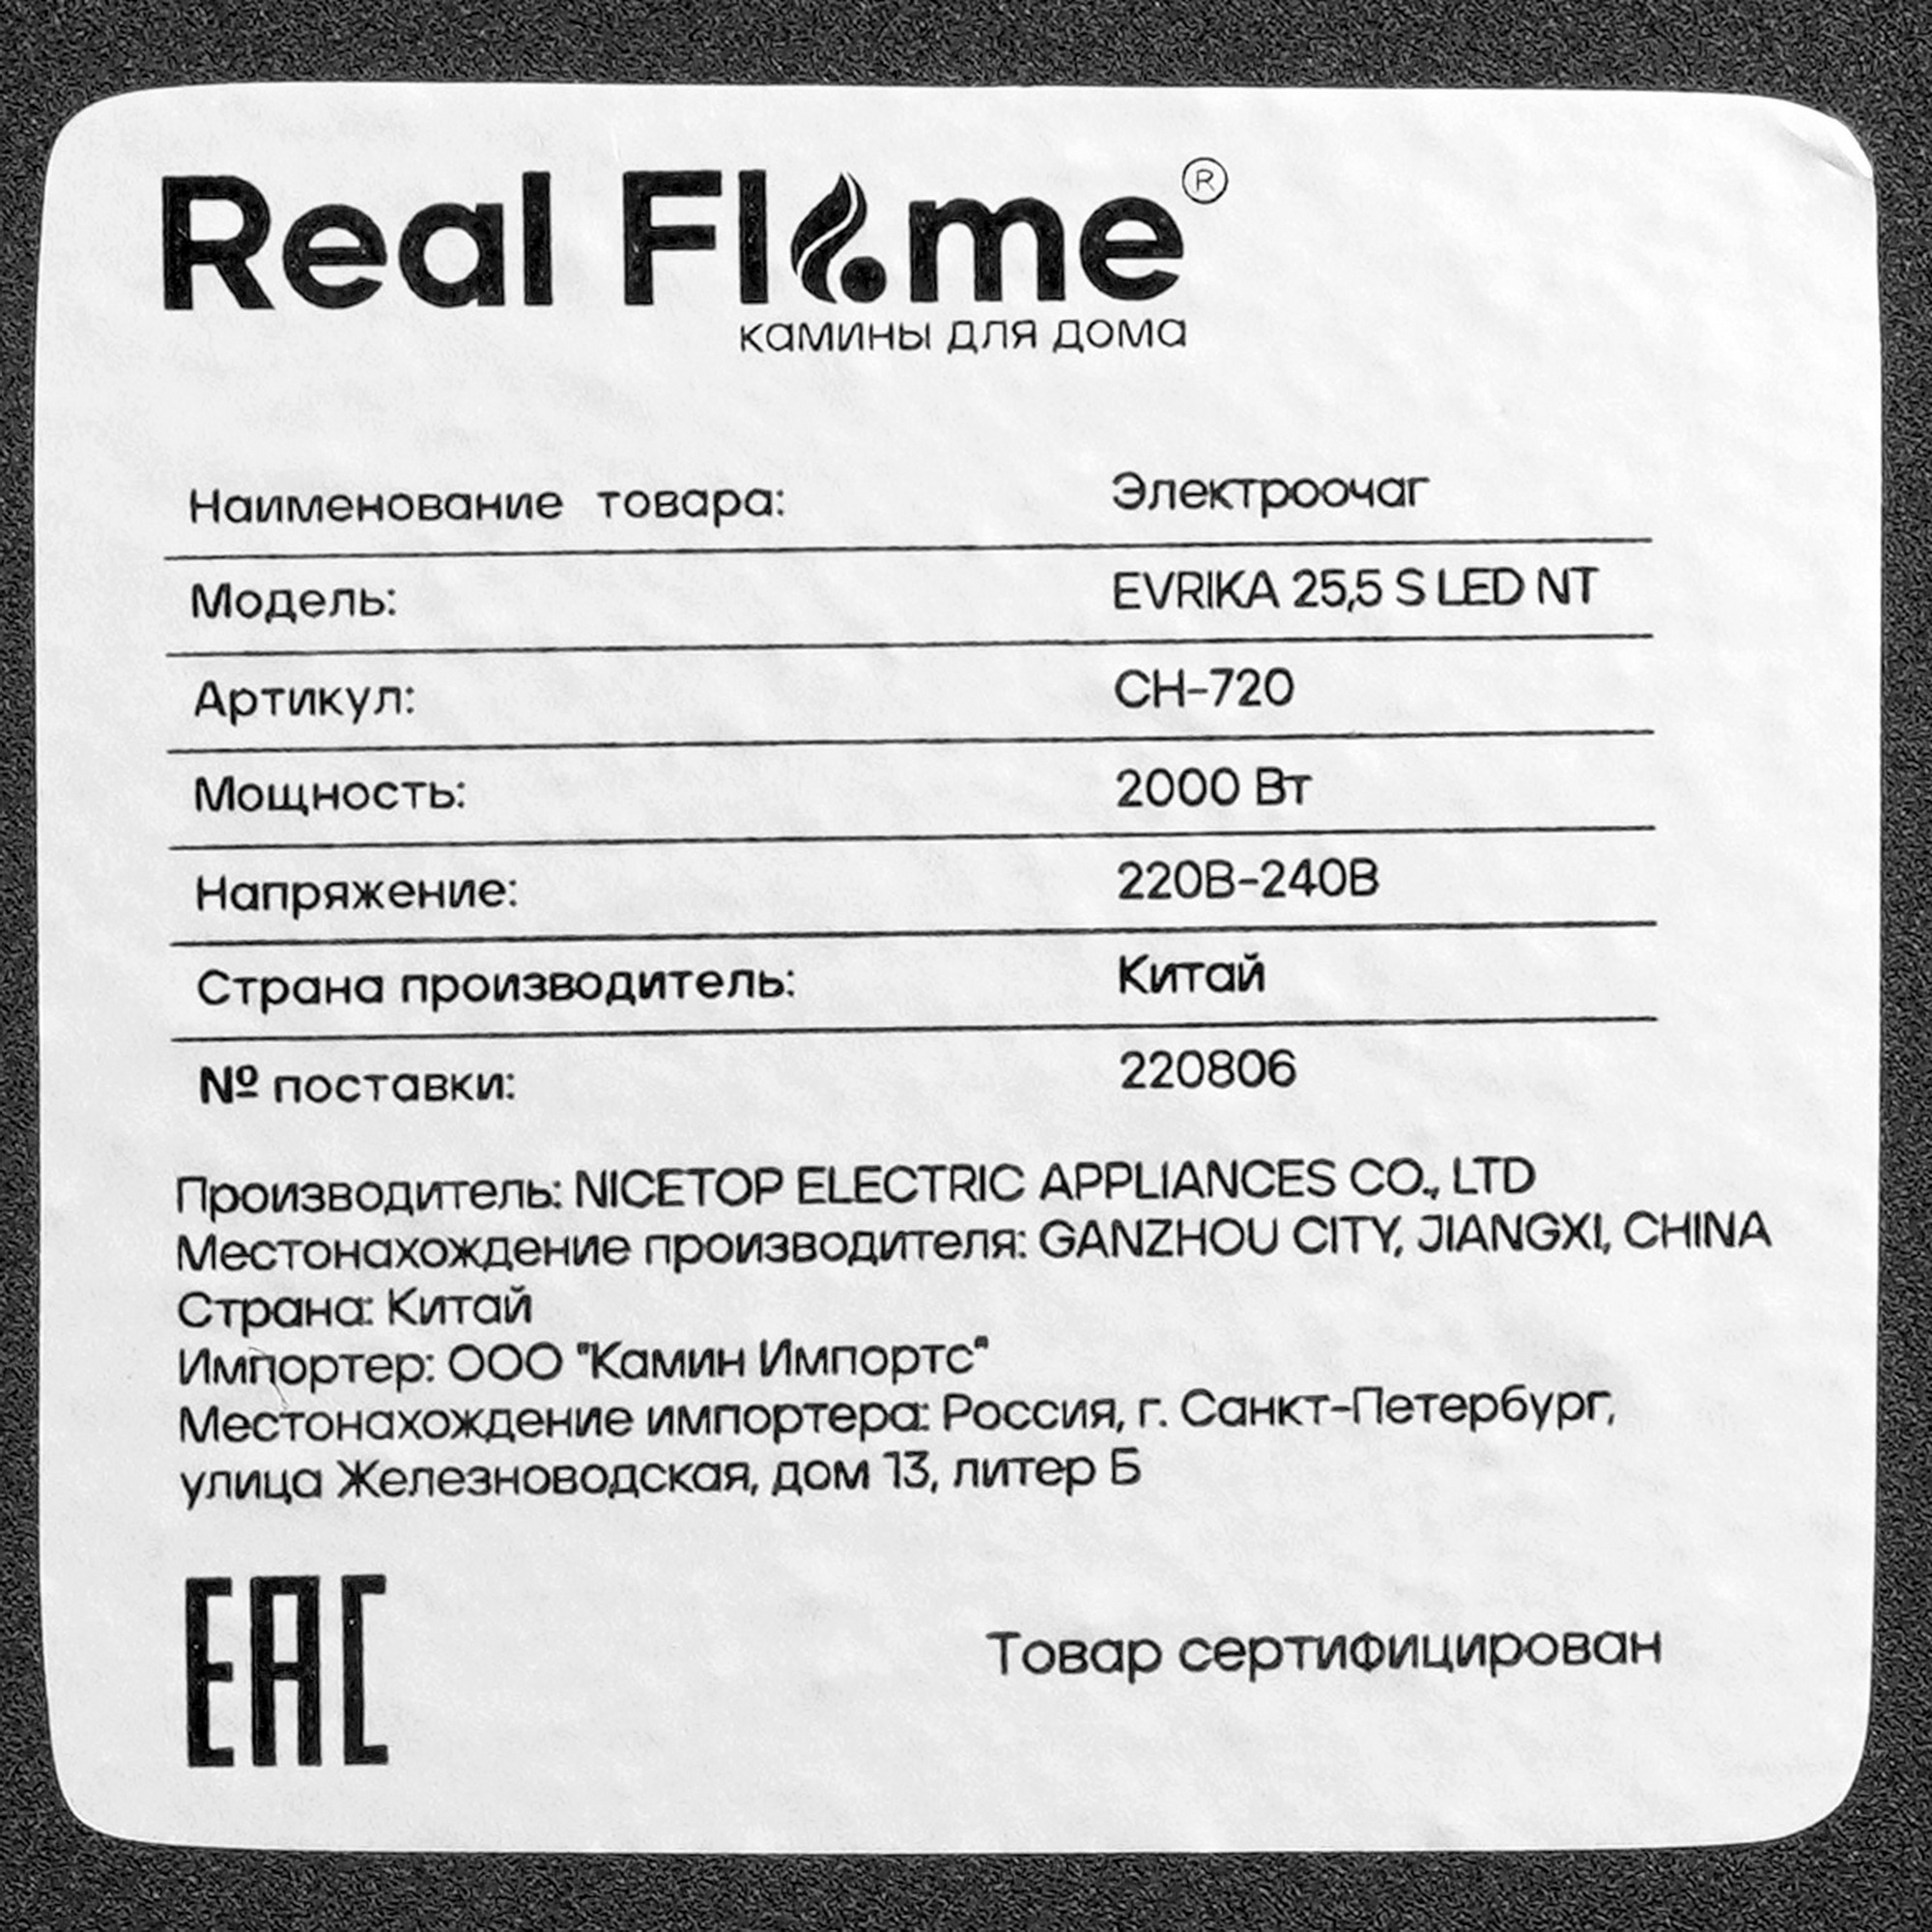 Real Flame®
камины для дома
Наименование товара: Электроочаг
Модель: EVRIKA 25,5 S LED NT
Артикул: CH-720
Мощность: 2000 Вт
Напряжение: 220В-240В
Страна производитель: Китай
№ поставки: 220806
Производитель: NICETOP ELECTRIC APPLIANCES CO., LTD
Местонахождение производителя: GANZHOU CITY, JIANGXI, CHINA
Страна: Китай
Импортер: ООО "Камин Импортс"
Местонахождение импортера: Россия, г. Санкт-Петербург,
улица Железноводская, дом 13, литер Б
EAC
Товар сертифицирован